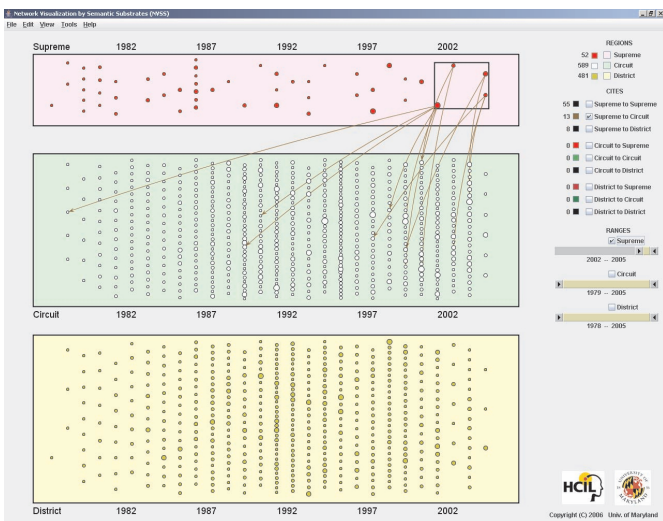 Network Visualization by Semantic Substrates (NVSS)
File Edit View Tools Help
Supreme 1982 1987 1992 1997 2002
Circuit 1982 1987 1992 1997 2002
District 1982 1987 1992 1997 2002
REGIONS
52 Supreme
589 Circuit
481 District
CITES
55 Supreme to Supreme
13 Supreme to Circuit
8 Supreme to District
0 Circuit to Supreme
0 Circuit to Circuit
0 Circuit to District
0 District to Supreme
0 District to Circuit
0 District to District
RANGES
Supreme
2002 -- 2005
Circuit
1979 -- 2005
District
1978 -- 2005
HCIL
UNIVERSITY OF
MARYLAND
Copyright (C) 2006 Univ. of Maryland